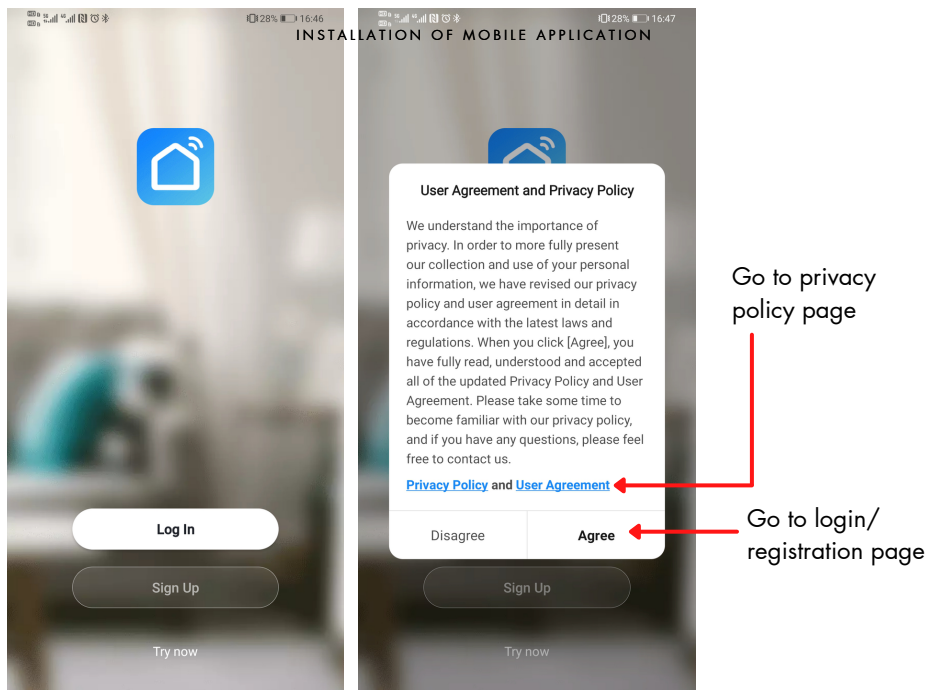 28% 16:46
28% 16:47
INSTALLATION OF MOBILE APPLICATION
Log In
Sign Up
Try now
User Agreement and Privacy Policy
We understand the importance of
privacy. In order to more fully present
our collection and use of your personal
information, we have revised our privacy
policy and user agreement in detail in
accordance with the latest laws and
regulations. When you click [Agree], you
have fully read, understood and accepted
all of the updated Privacy Policy and User
Agreement. Please take some time to
become familiar with our privacy policy,
and if you have any questions, please feel
free to contact us.
Privacy Policy and User Agreement
Disagree Agree
Sign Up
Try now
Go to privacy
policy page
Go to login/
registration page